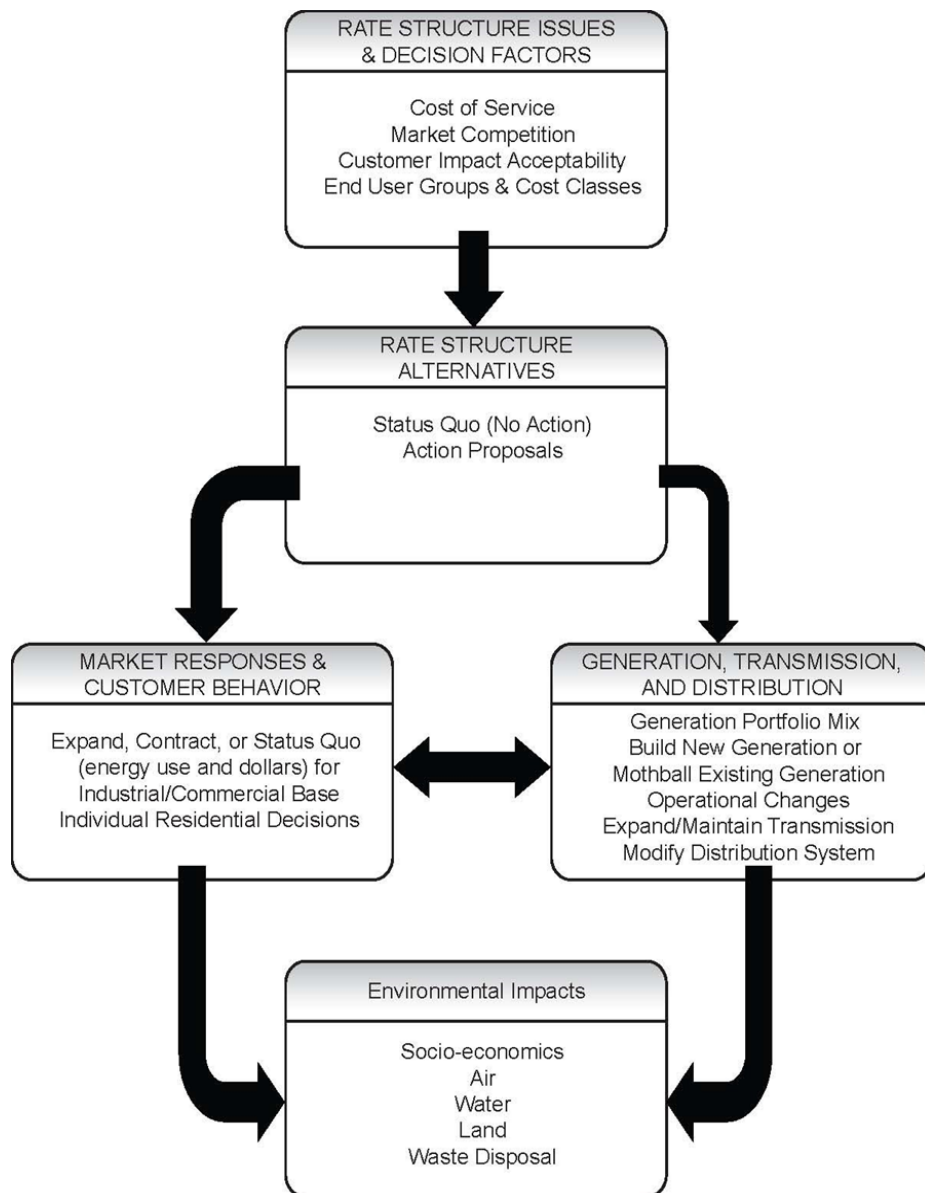 RATE STRUCTURE ISSUES
& DECISION FACTORS
Cost of Service
Market Competition
Customer Impact Acceptability
End User Groups & Cost Classes
RATE STRUCTURE
ALTERNATIVES
Status Quo (No Action)
Action Proposals
MARKET RESPONSES &
CUSTOMER BEHAVIOR
Expand, Contract, or Status Quo
(energy use and dollars) for
Industrial/Commercial Base
Individual Residential Decisions
GENERATION, TRANSMISSION,
AND DISTRIBUTION
Generation Portfolio Mix
Build New Generation or
Mothball Existing Generation
Operational Changes
Expand/Maintain Transmission
Modify Distribution System
Environmental Impacts
Socio-economics
Air
Water
Land
Waste Disposal